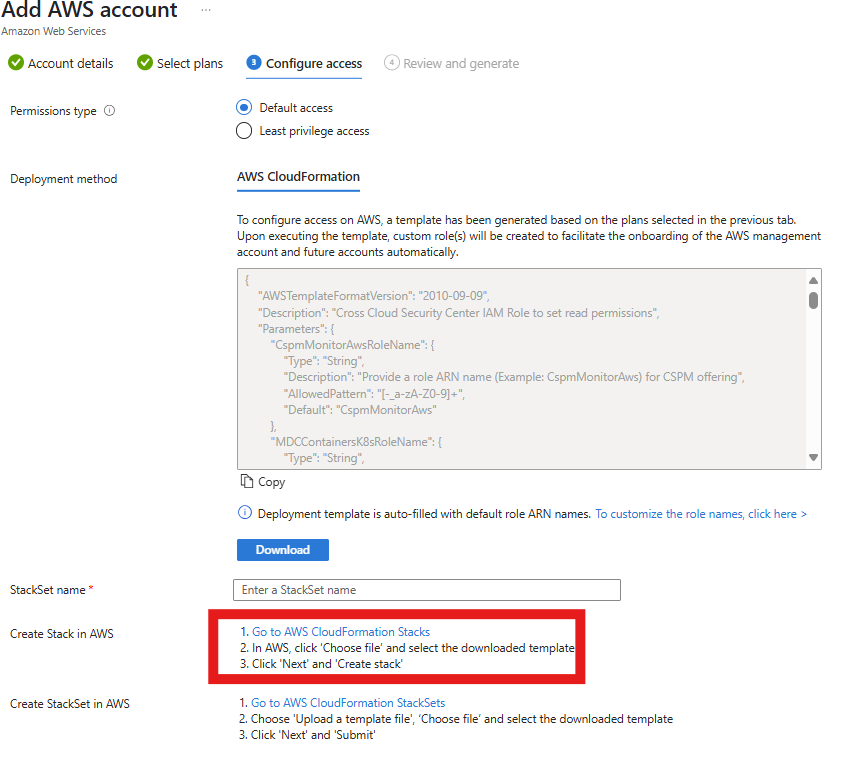 Add AWS account ...
Amazon Web Services
Account details
Select plans
3 Configure access
4 Review and generate
Permissions type
Default access
Least privilege access
Deployment method
AWS CloudFormation
To configure access on AWS, a template has been generated based on the plans selected in the previous tab.
Upon executing the template, custom role(s) will be created to facilitate the onboarding of the AWS management
account and future accounts automatically.
{
"AWSTemplateFormatVersion": "2010-09-09",
"Description": "Cross Cloud Security Center IAM Role to set read permissions",
"Parameters": {
"CspmMonitorAwsRoleName": {
"Type": "String",
"Description": "Provide a role ARN name (Example: CspmMonitorAws) for CSPM offering",
"AllowedPattern": "[-_a-zA-Z0-9]+",
"Default": "CspmMonitorAws"
},
"MDCContainersK8sRoleName": {
"Type": "String",
Copy
Deployment template is auto-filled with default role ARN names. To customize the role names, click here >
Download
StackSet name *
Enter a StackSet name
Create Stack in AWS
1. Go to AWS CloudFormation Stacks
2. In AWS, click 'Choose file' and select the downloaded template
3. Click 'Next' and 'Create stack'
Create StackSet in AWS
1. Go to AWS CloudFormation StackSets
2. Choose 'Upload a template file', 'Choose file' and select the downloaded template
3. Click 'Next' and 'Submit'